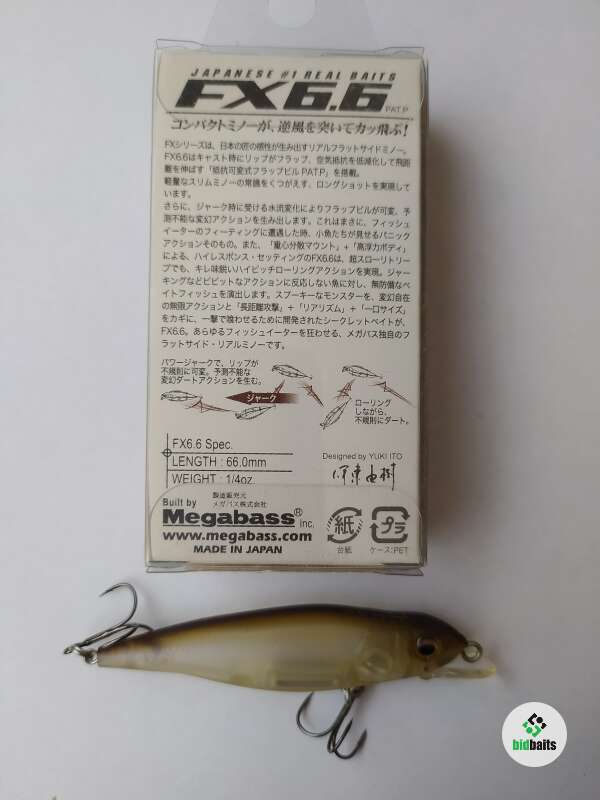 JAPANESE #1 REAL BAITS
FX6.6 PAT.P
コンパクトミノーが、逆風を突いてカッ飛ぶ!
FXシリーズは、日本の匠の感性が生み出すリアルフラットサイドミノー。
FX6.6はキャスト時にリップがフラップ、空気抵抗を低減化して飛距
離を伸ばす「抵抗可変式フラップビル PAT.P」を搭載。
軽量なスリムミノーの常識をくつがえす、ロングショットを実現して
います。
さらに、ジャーク時に受ける水流変化によりフラップビルが可変、予
測不能な変幻アクションを生み出します。これはまさに、フィッシュ
イーターのフィーティングに遭遇した時、小魚たちが見せるパニック
アクションそのもの。また、「重心分散マウント」+「高浮力ボディ」
による、ハイレスポンス・セッティングのFX6.6は、超スローリトリー
プでも、キレ味鋭いハイピッチローリングアクションを実現。ジャー
キングなどビビットなアクションに反応しない魚に対し、無防備なベ
イトフィッシュを演出します。スプーキーなモンスターを、変幻自在
の無限アクションと「長距離攻撃」+「リアリズム」+「一口サイズ」
をカギに、一撃で喰わせるために開発されたシークレットベイトが、
FX6.6。あらゆるフィッシュイーターを狂わせる、メガバス独自のフ
ラットサイド・リアルミノーです。
パワージャークで、リップが
不規則に可変。予測不能な
変幻ダートアクションを生む。
ジャーク
ローリング
しながら、
不規則にダート。
FX6.6 Spec.
LENGTH : 66.0mm
WEIGHT : 1/4oz.
Designed by YUKI ITO
伊東由樹
Built by
製造販売元
メガバス株式会社
Megabass® Inc.
www.megabass.com
MADE IN JAPAN
紙
台紙
プラ
ケース:PET
bidbaits